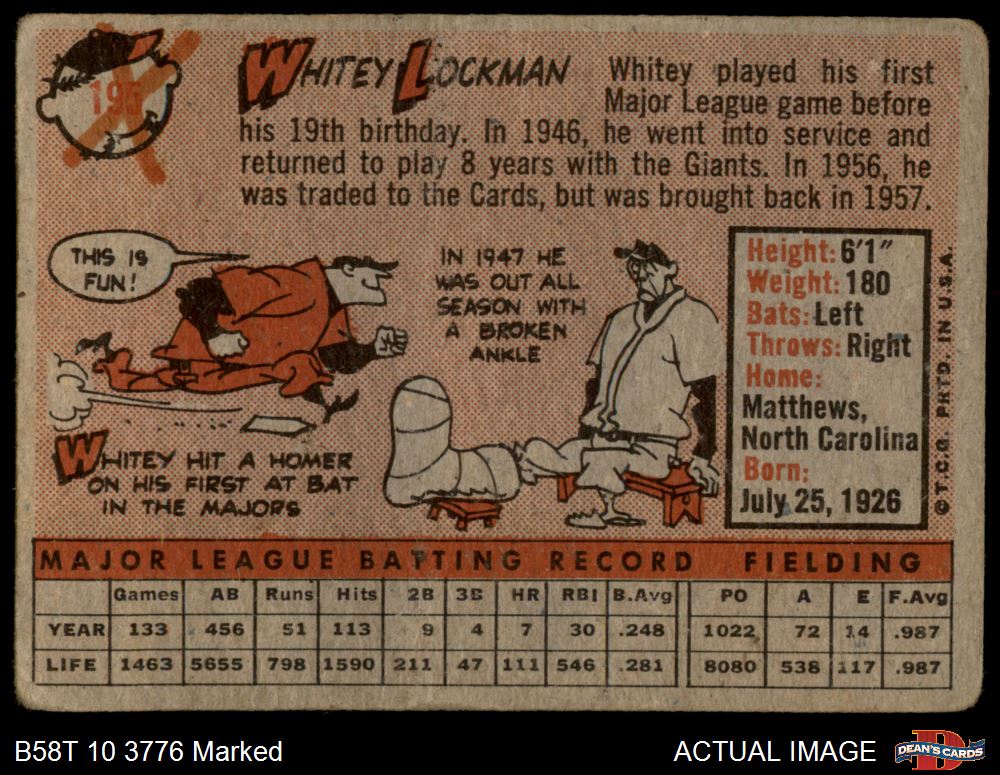 195
WHITEY LOCKMAN
Whitey played his first
Major League game before
his 19th birthday. In 1946, he went into service and
returned to play 8 years with the Giants. In 1956, he
was traded to the Cards, but was brought back in 1957.
THIS IS
FUN!
WHITEY HIT A HOMER
ON HIS FIRST AT BAT
IN THE MAJORS
IN 1947 HE
WAS OUT ALL
SEASON WITH
A BROKEN
ANKLE
Height: 6'1"
Weight: 180
Bats: Left
Throws: Right
Home:
Matthews,
North Carolina
Born:
July 25, 1926
© T.C.G. PRTD. IN U.S.A.
MAJOR LEAGUE BATTING RECORD FIELDING
Games AB Runs Hits 2B 3B HR RBI B.Avg PO A E F.Avg
YEAR 133 456 51 113 9 4 7 30 .248 1022 72 14 .987
LIFE 1463 5655 798 1590 211 47 111 546 .281 8080 538 117 .987
B58T 10 3776 Marked
ACTUAL IMAGE
DEAN'S CARDS